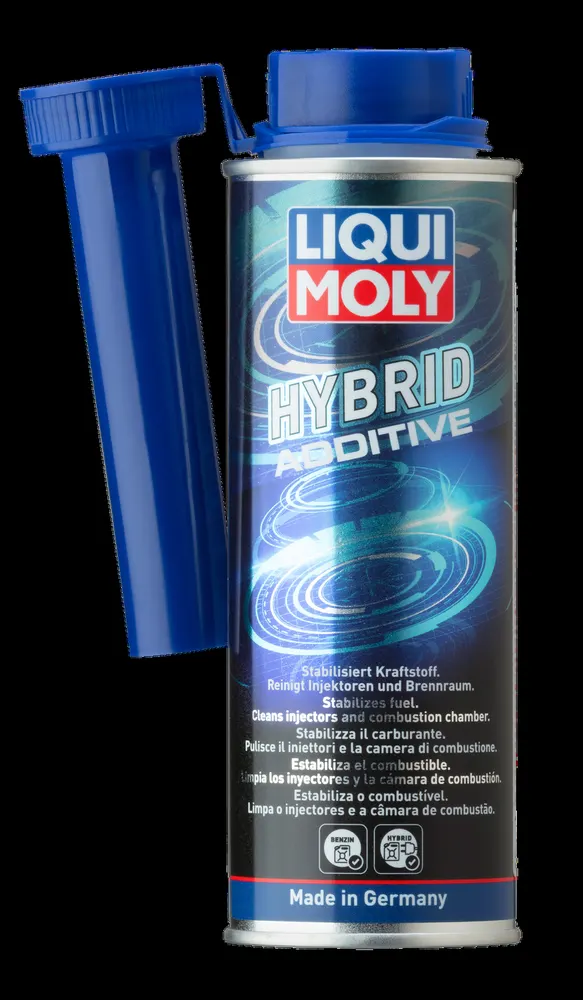 LIQUI
MOLY
HYBRID
ADDITIVE
Stabilisiert Kraftstoff.
Reinigt Injektoren und Brennraum.
Stabilizes fuel.
Cleans injectors and combustion chamber.
Stabilizza il carburante.
Pulisce il iniettori e la camera di combustione.
Estabiliza el combustible.
Limpia los inyectores y la cámara de combustión.
Estabiliza o combustível.
Limpa o injectores e a câmara de combustão.
BENZIN HYBRID
Made in Germany